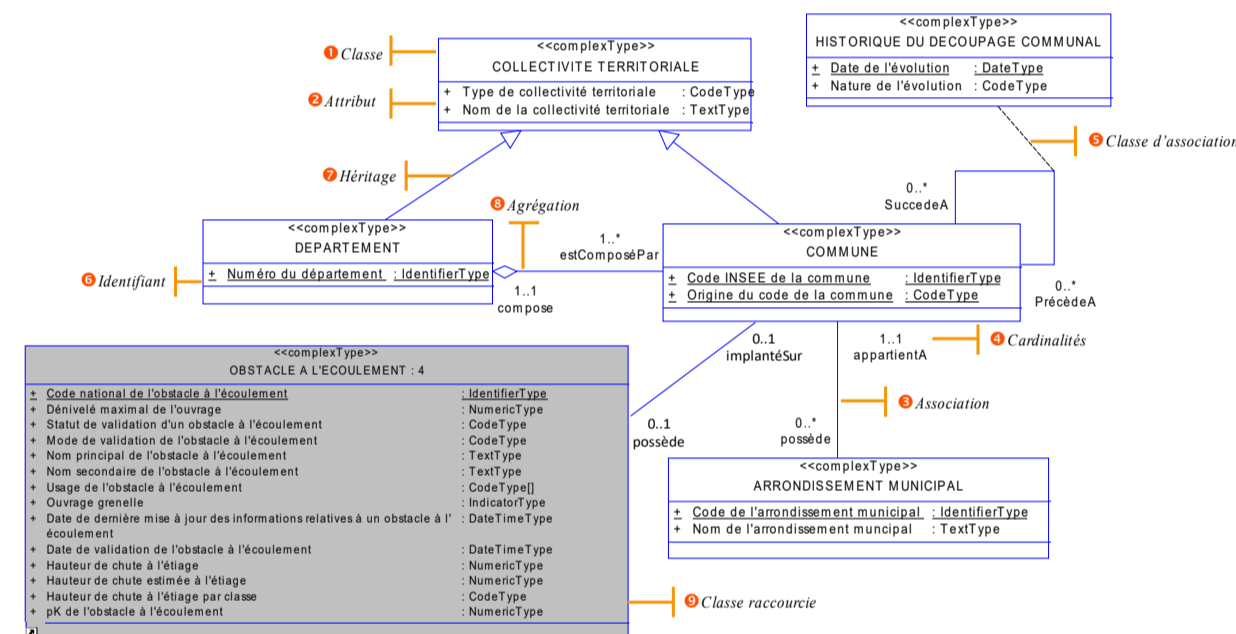 <<complexType>>
HISTORIQUE DU DECOUPAGE COMMUNAL
+ Date de l'évolution : DateType
+ Nature de l'évolution : CodeType
❶ Classe
<<complexType>>
COLLECTIVITE TERRITORIALE
+ Type de collectivité territoriale : CodeType
+ Nom de la collectivité territoriale : TextType
❷ Attribut
❺ Classe d'association
❼ Héritage
0..*
SuccedeA
❽ Agrégation
<<complexType>>
DEPARTEMENT
+ Numéro du département : IdentifierType
❻ Identifiant
1..*
estComposéPar
1..1
compose
<<complexType>>
COMMUNE
+ Code INSEE de la commune : IdentifierType
+ Origine du code de la commune : CodeType
0..*
PrécèdeA
0..1
implantéSur
1..1
appartientA
❹ Cardinalités
❸ Association
0..1
possède
0..*
possède
<<complexType>>
OBSTACLE A L'ECOULEMENT : 4
+ Code national de l'obstacle à l'écoulement : IdentifierType
+ Dénivelé maximal de l'ouvrage : NumericType
+ Statut de validation d'un obstacle à l'écoulement : CodeType
+ Mode de validation de l'obstacle à l'écoulement : CodeType
+ Nom principal de l'obstacle à l'écoulement : TextType
+ Nom secondaire de l'obstacle à l'écoulement : TextType
+ Usage de l'obstacle à l'écoulement : CodeType[]
+ Ouvrage grenelle : IndicatorType
+ Date de dernière mise à jour des informations relatives à un obstacle à l' : DateTimeType
écoulement
+ Date de validation de l'obstacle à l'écoulement : DateTimeType
+ Hauteur de chute à l'étiage : NumericType
+ Hauteur de chute estimée à l'étiage : NumericType
+ Hauteur de chute à l'étiage par classe : CodeType
+ pK de l'obstacle à l'écoulement : NumericType
<<complexType>>
ARRONDISSEMENT MUNICIPAL
+ Code de l'arrondissement municipal : IdentifierType
+ Nom de l'arrondissement muncipal : TextType
❾ Classe raccourcie